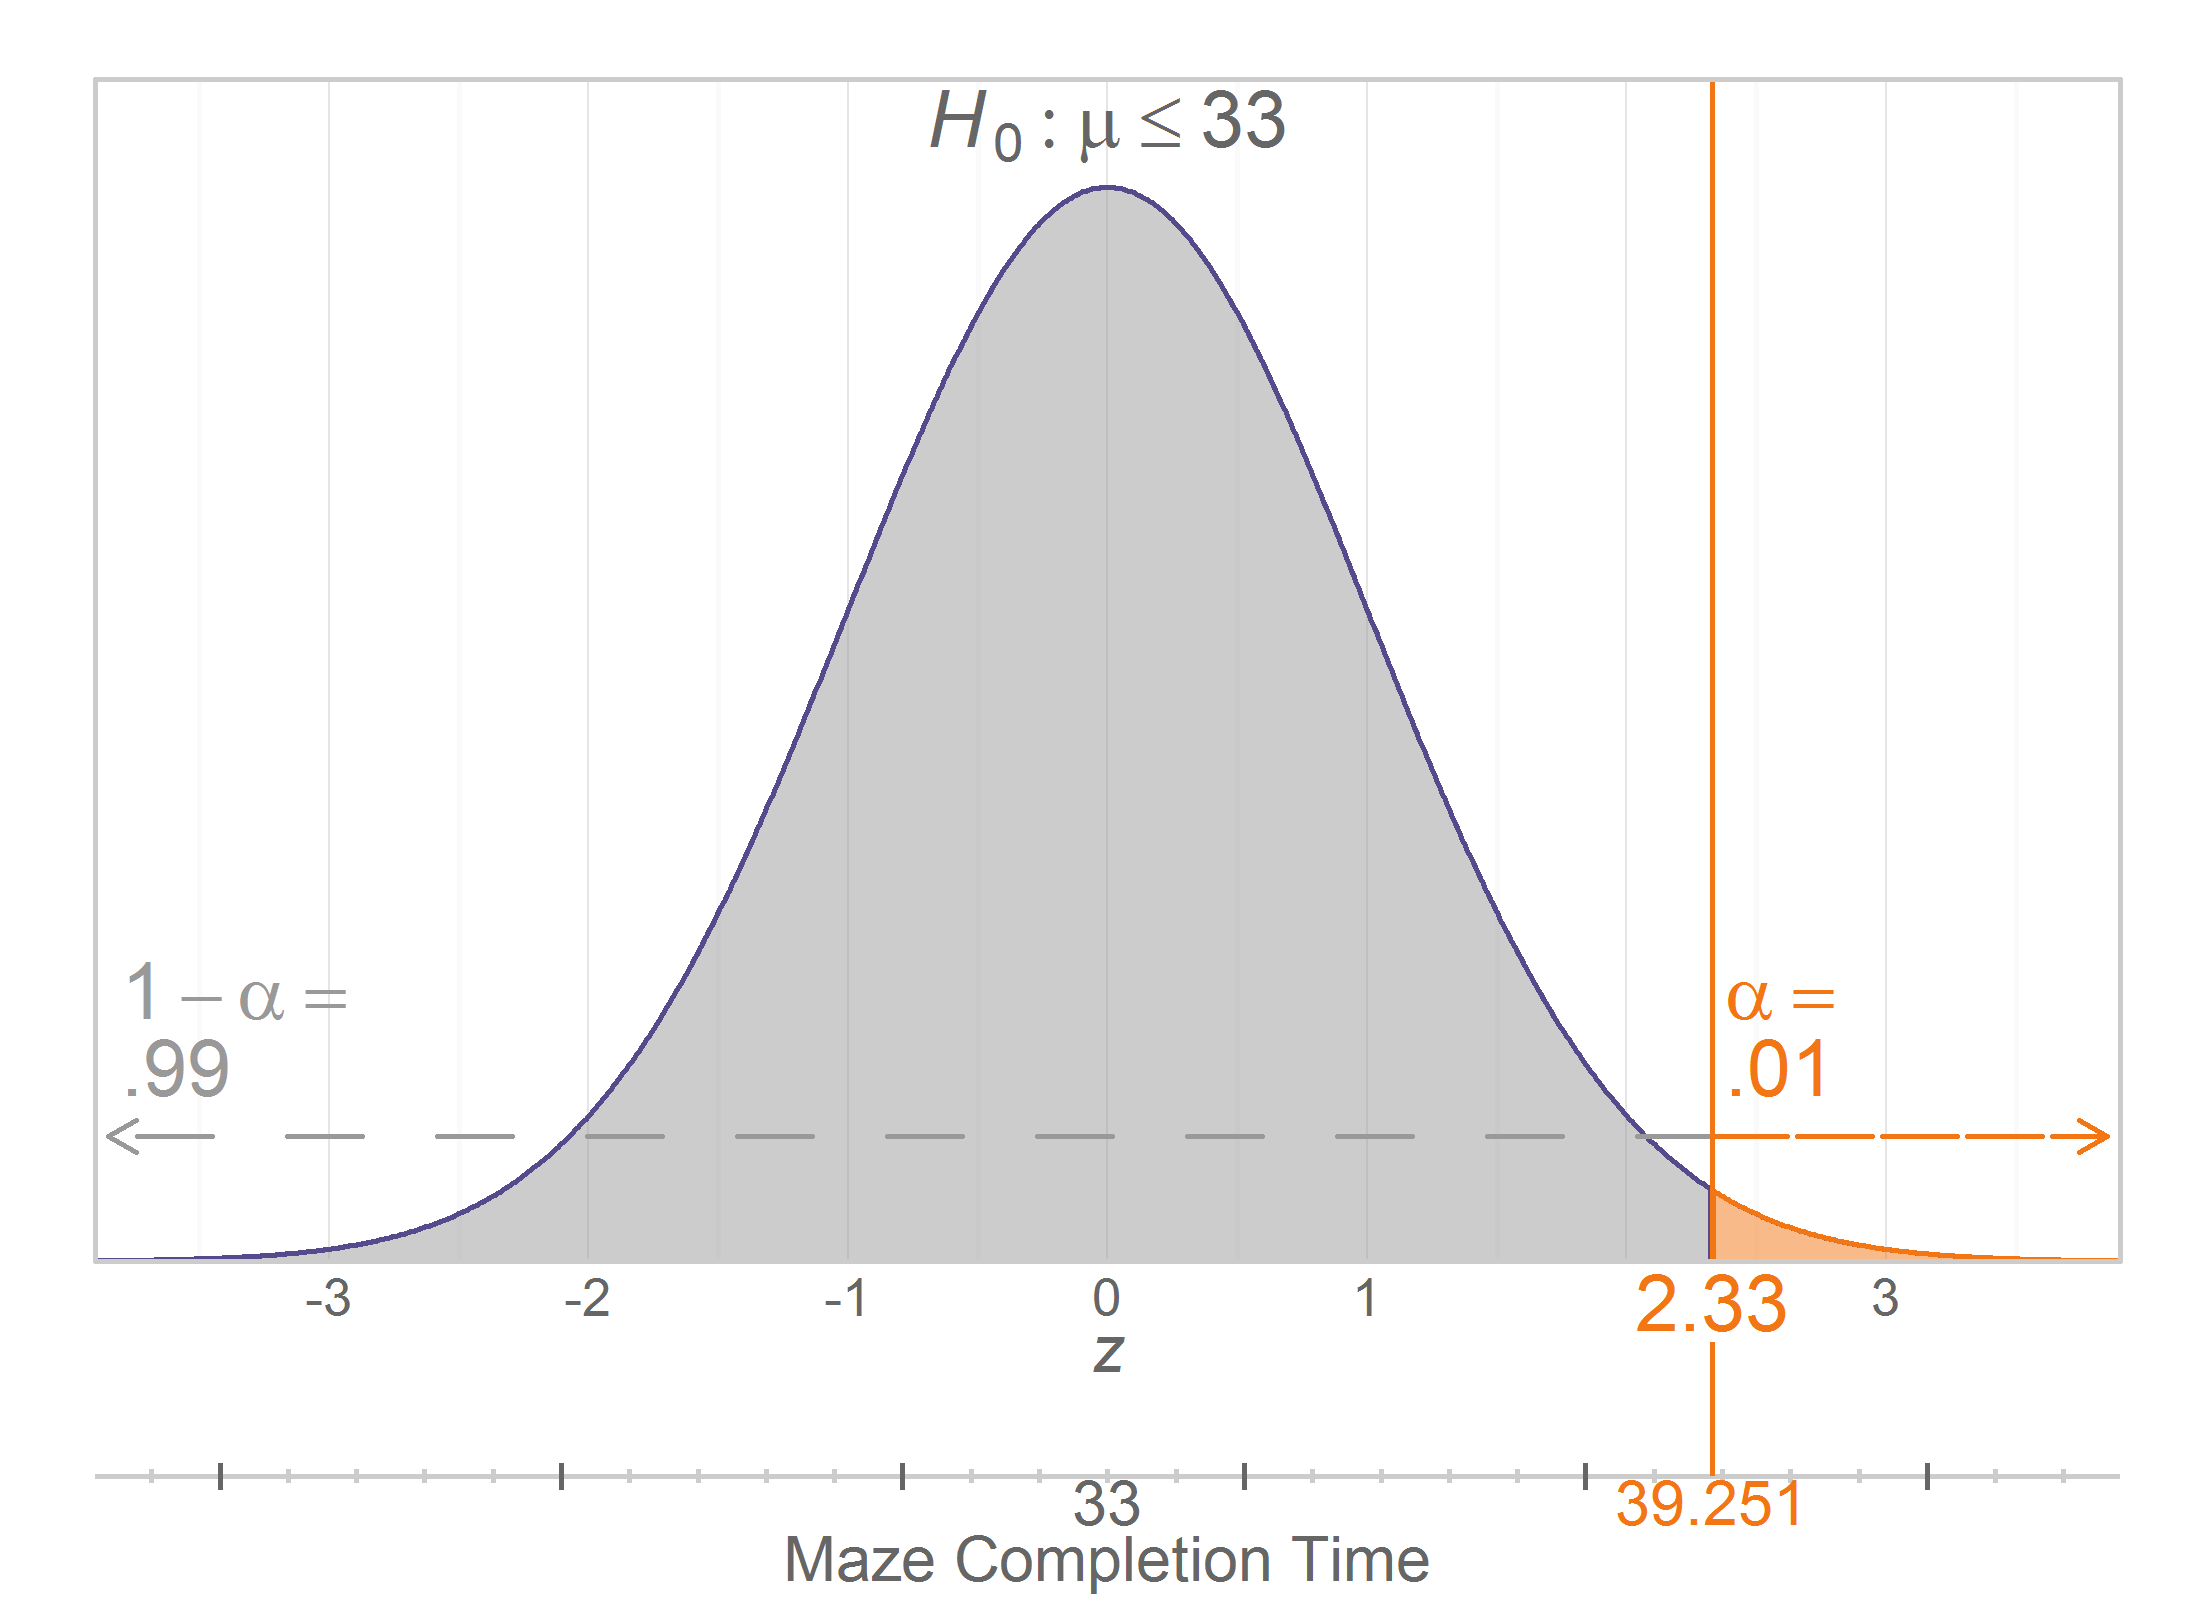 H0 : μ ≤ 33
1 − α =
.99
α =
.01
-3 -2 -1 0 1 2.33 3
z
33 39.251
Maze Completion Time